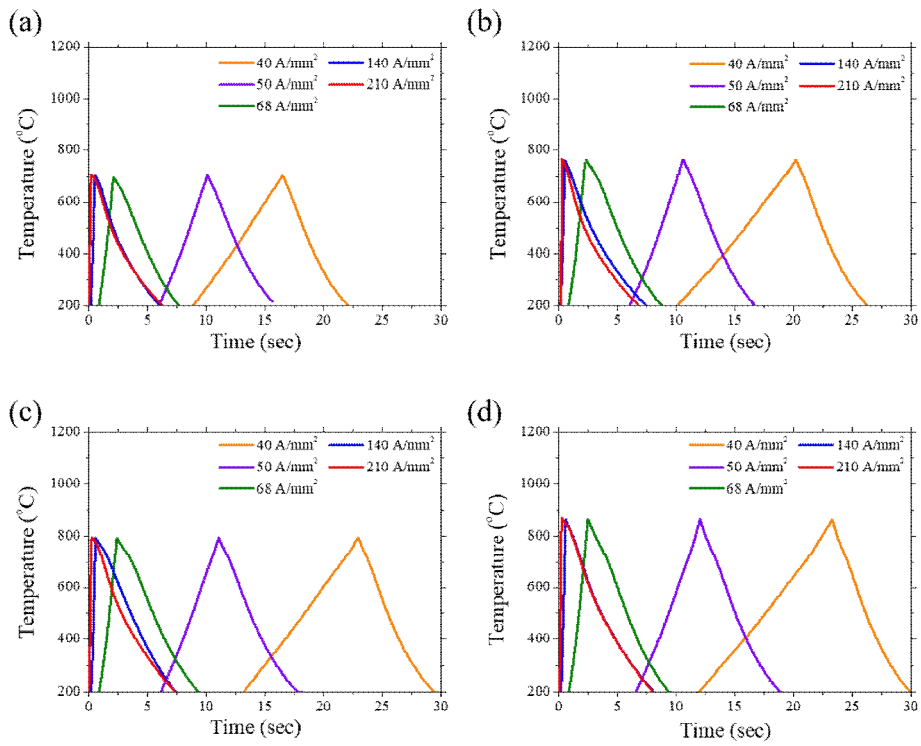 (a)
1200
1000
800
600
400
200
Temperature (°C)
40 A/mm² 140 A/mm²
50 A/mm² 210 A/mm²
68 A/mm²
0 5 10 15 20 25 30
Time (sec)
(b)
1200
1000
800
600
400
200
Temperature (°C)
40 A/mm² 140 A/mm²
50 A/mm² 210 A/mm²
68 A/mm²
0 5 10 15 20 25 30
Time (sec)
(c)
1200
1000
800
600
400
200
Temperature (°C)
40 A/mm² 140 A/mm²
50 A/mm² 210 A/mm²
68 A/mm²
0 5 10 15 20 25 30
Time (sec)
(d)
1200
1000
800
600
400
200
Temperature (°C)
40 A/mm² 140 A/mm²
50 A/mm² 210 A/mm²
68 A/mm²
0 5 10 15 20 25 30
Time (sec)